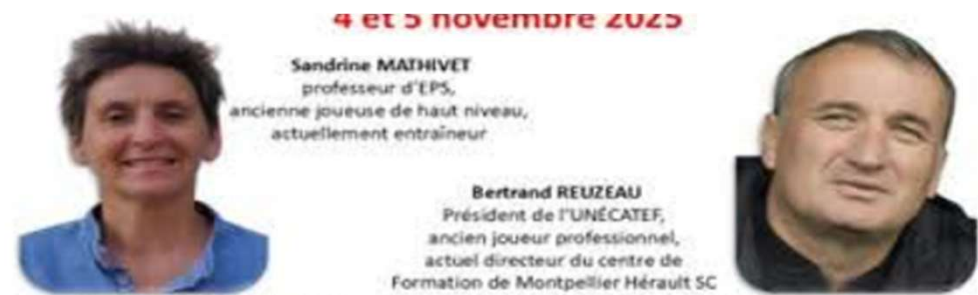 4 et 5 novembre 2025
Sandrine MATHIVET
professeur d'EPS,
ancienne joueuse de haut niveau,
actuellement entraîneur
Bertrand REUZEAU
Président de l'UNÉCATEF,
ancien joueur professionnel,
actuel directeur du centre de
Formation de Montpellier Hérault SC